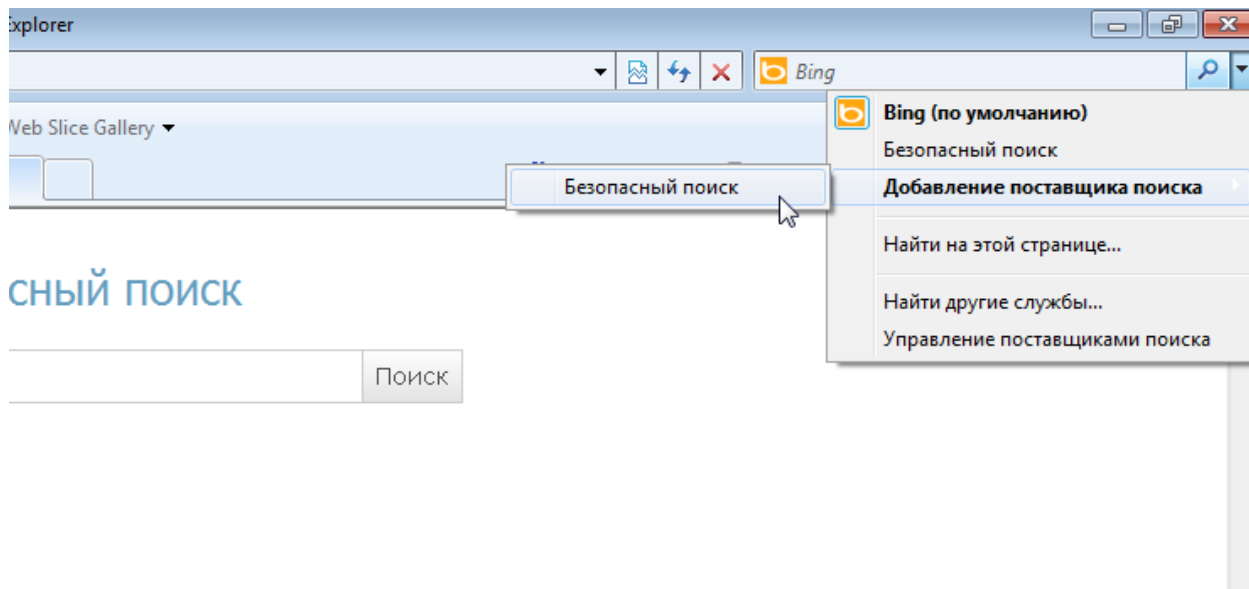 Explorer
Bing
Web Slice Gallery
Bing (по умолчанию)
Безопасный поиск
Добавление поставщика поиска
Безопасный поиск
Найти на этой странице...
Найти другие службы...
Управление поставщиками поиска
сный поиск
Поиск